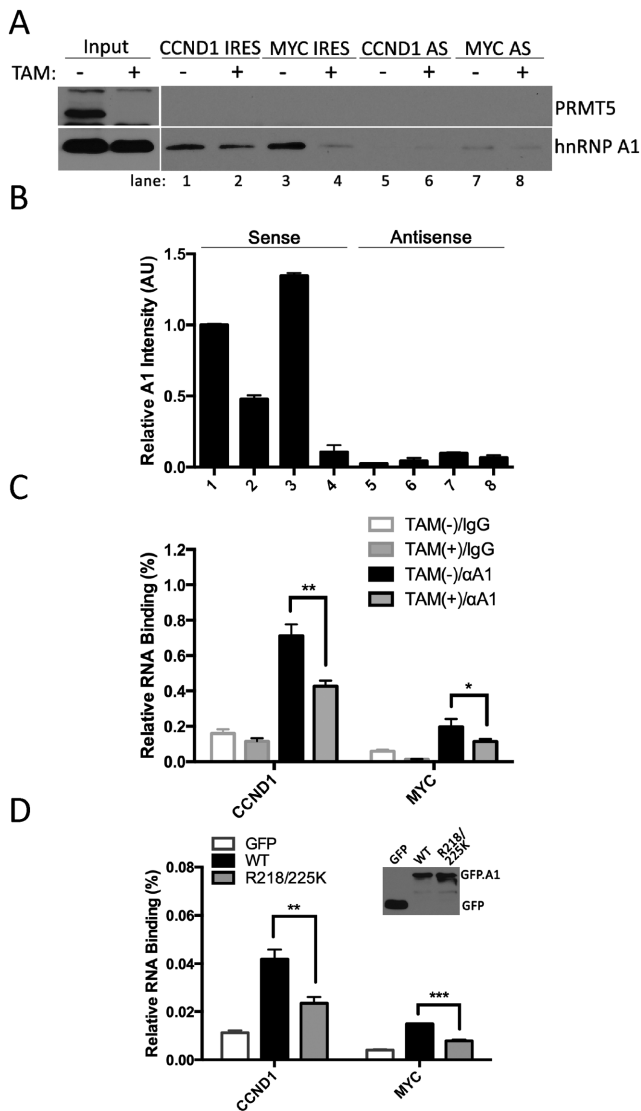 A
Input CCND1 IRES MYC IRES CCND1 AS MYC AS
TAM: - + - + - + - + - +
PRMT5
hnRNP A1
lane: 1 2 3 4 5 6 7 8
B
Sense Antisense
Relative A1 Intensity (AU)
1.5
1.0
0.5
0.0
1 2 3 4 5 6 7 8
C
TAM(-)/IgG
TAM(+)/IgG
TAM(-)/αA1
TAM(+)/αA1
Relative RNA Binding (%)
1.2
1.0
0.8
0.6
0.4
0.2
0.0
**
*
CCND1 MYC
D
GFP
WT
R218/225K
GFP WT R218/
225K
GFP.A1
GFP
Relative RNA Binding (%)
0.08
0.06
0.04
0.02
0.00
**
***
CCND1 MYC